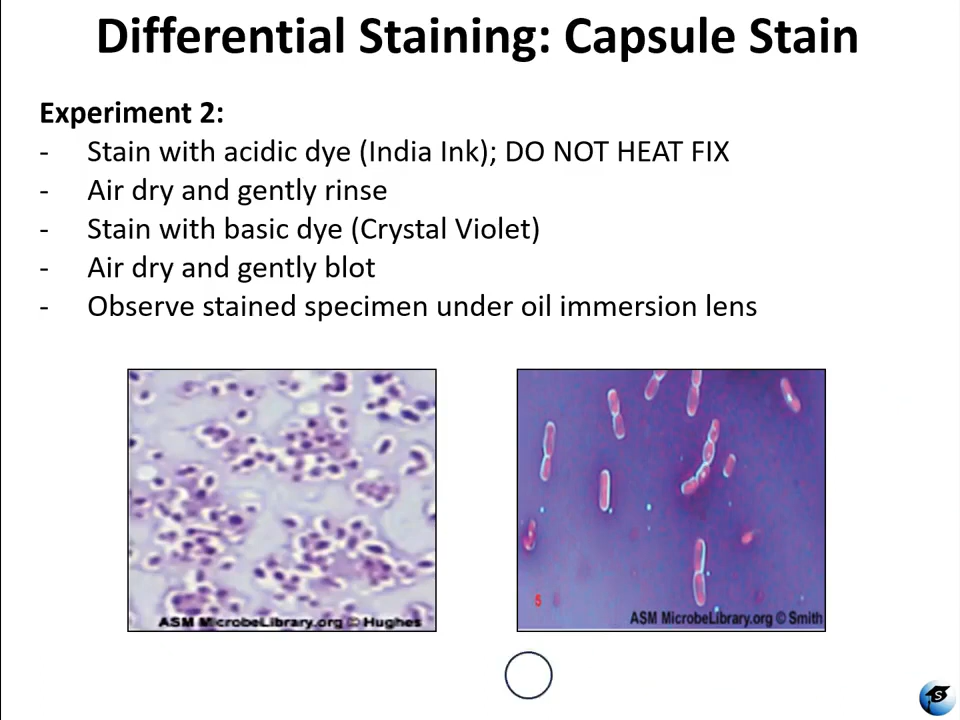 Differential Staining: Capsule Stain
Experiment 2:
- Stain with acidic dye (India Ink); DO NOT HEAT FIX
- Air dry and gently rinse
- Stain with basic dye (Crystal Violet)
- Air dry and gently blot
- Observe stained specimen under oil immersion lens
ASM MicrobeLibrary.org © Hughes
5
ASM MicrobeLibrary.org © Smith
S